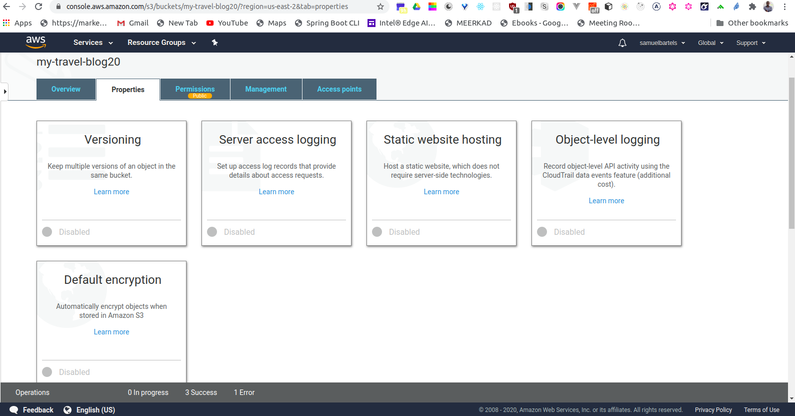 console.aws.amazon.com/s3/buckets/my-travel-blog20/?region=us-east-2&tab=properties
Apps https://marke... Gmail New Tab YouTube Maps Spring Boot CLI Intel® Edge AI... MEERKAD Ebooks - Goog... Meeting Roo... Other bookmarks
aws Services Resource Groups samuelbartels Global Support
my-travel-blog20
Overview Properties Permissions Management Access points
Public
Versioning
Keep multiple versions of an object in the
same bucket.
Learn more
Disabled
Server access logging
Set up access log records that provide
details about access requests.
Learn more
Disabled
Static website hosting
Host a static website, which does not
require server-side technologies.
Learn more
Disabled
Object-level logging
Record object-level API activity using the
CloudTrail data events feature (additional
cost).
Learn more
Disabled
Default encryption
Automatically encrypt objects when
stored in Amazon S3
Learn more
Disabled
Operations 0 In progress 3 Success 1 Error
Feedback English (US) © 2008 - 2020, Amazon Web Services, Inc. or its affiliates. All rights reserved. Privacy Policy Terms of Use